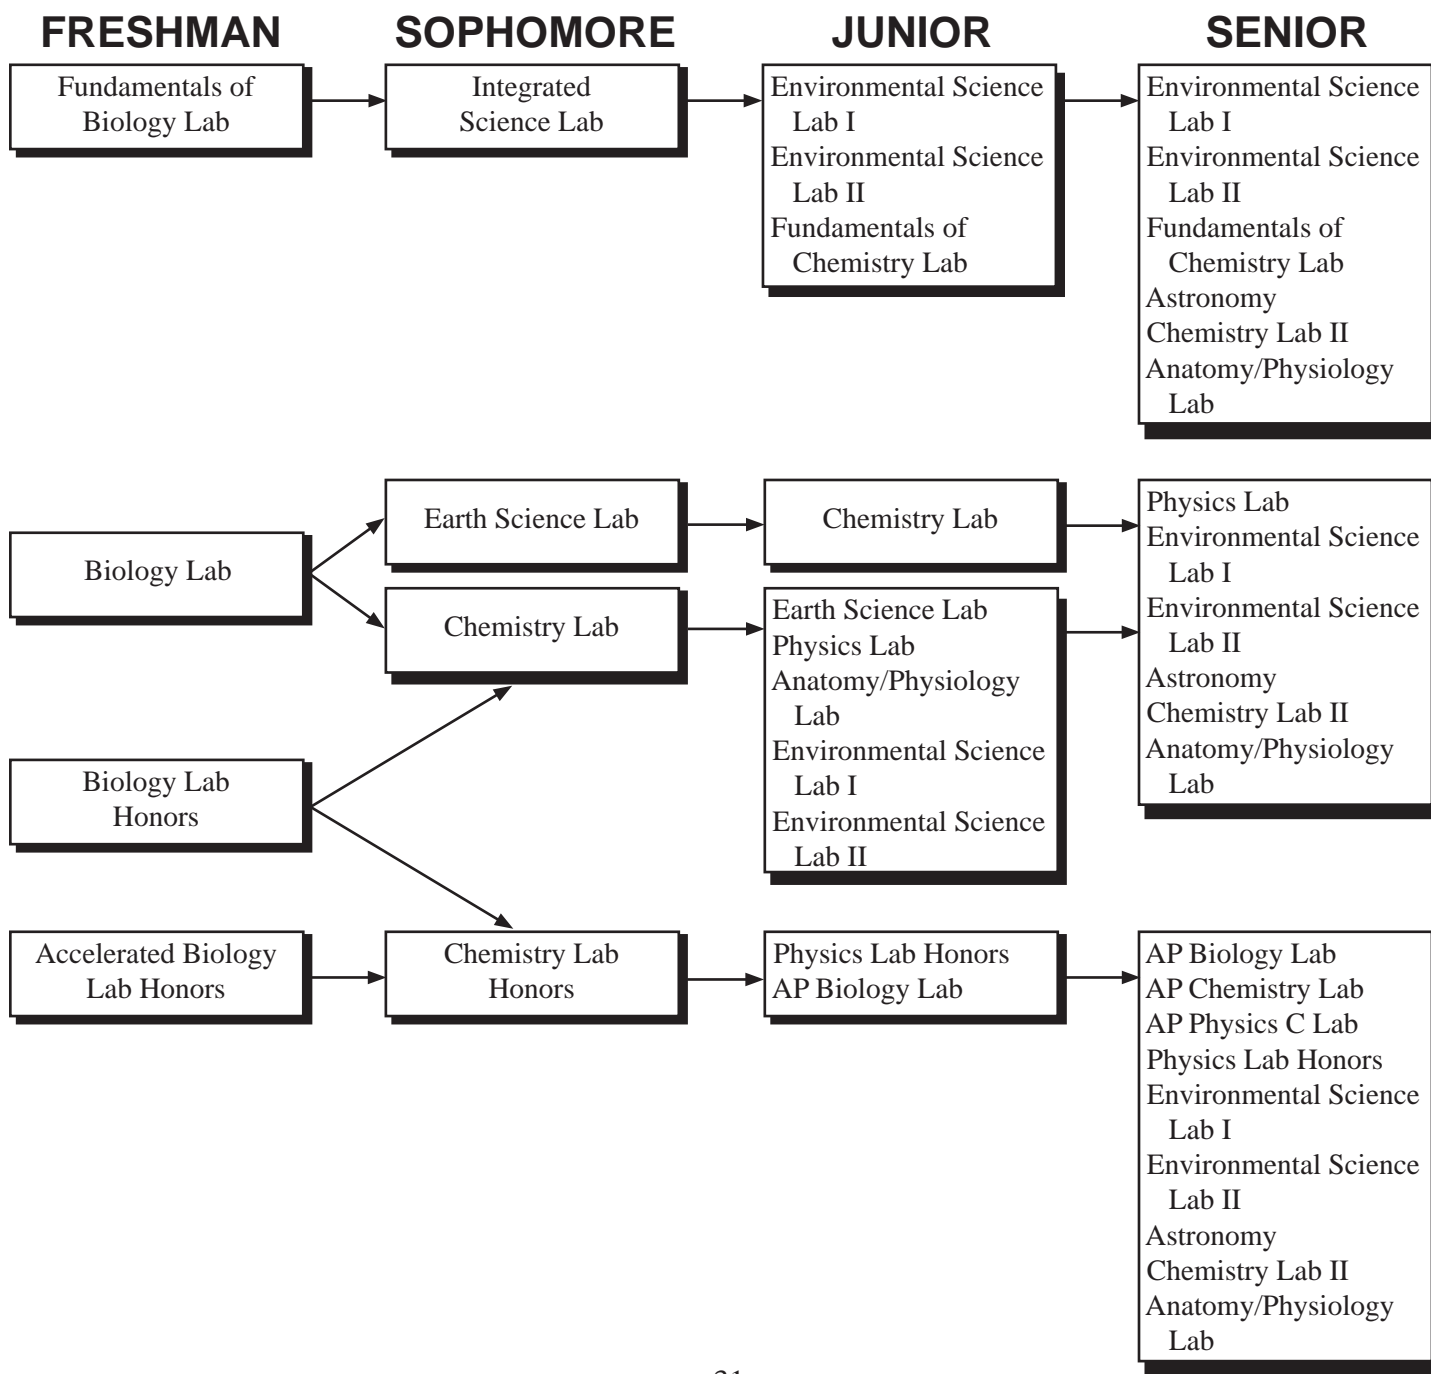 FRESHMAN
SOPHOMORE
JUNIOR
SENIOR
Fundamentals of
Biology Lab
Integrated
Science Lab
Environmental Science
Lab I
Environmental Science
Lab II
Fundamentals of
Chemistry Lab
Environmental Science
Lab I
Environmental Science
Lab II
Fundamentals of
Chemistry Lab
Astronomy
Chemistry Lab II
Anatomy/Physiology
Lab
Biology Lab
Earth Science Lab
Chemistry Lab
Chemistry Lab
Earth Science Lab
Physics Lab
Anatomy/Physiology
Lab
Environmental Science
Lab I
Environmental Science
Lab II
Physics Lab
Environmental Science
Lab I
Environmental Science
Lab II
Astronomy
Chemistry Lab II
Anatomy/Physiology
Lab
Biology Lab
Honors
Accelerated Biology
Lab Honors
Chemistry Lab
Honors
Physics Lab Honors
AP Biology Lab
AP Biology Lab
AP Chemistry Lab
AP Physics C Lab
Physics Lab Honors
Environmental Science
Lab I
Environmental Science
Lab II
Astronomy
Chemistry Lab II
Anatomy/Physiology
Lab